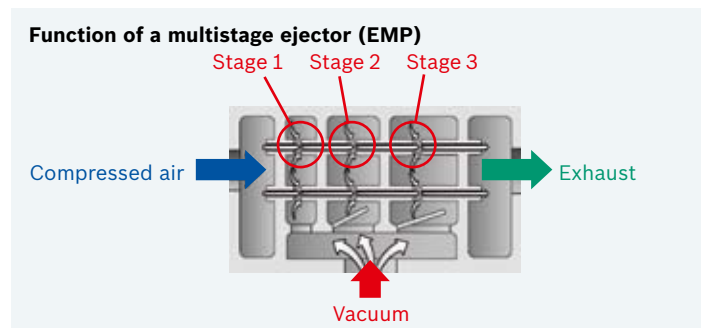 Function of a multistage ejector (EMP)
Stage 1 Stage 2 Stage 3
Compressed air
Exhaust
Vacuum